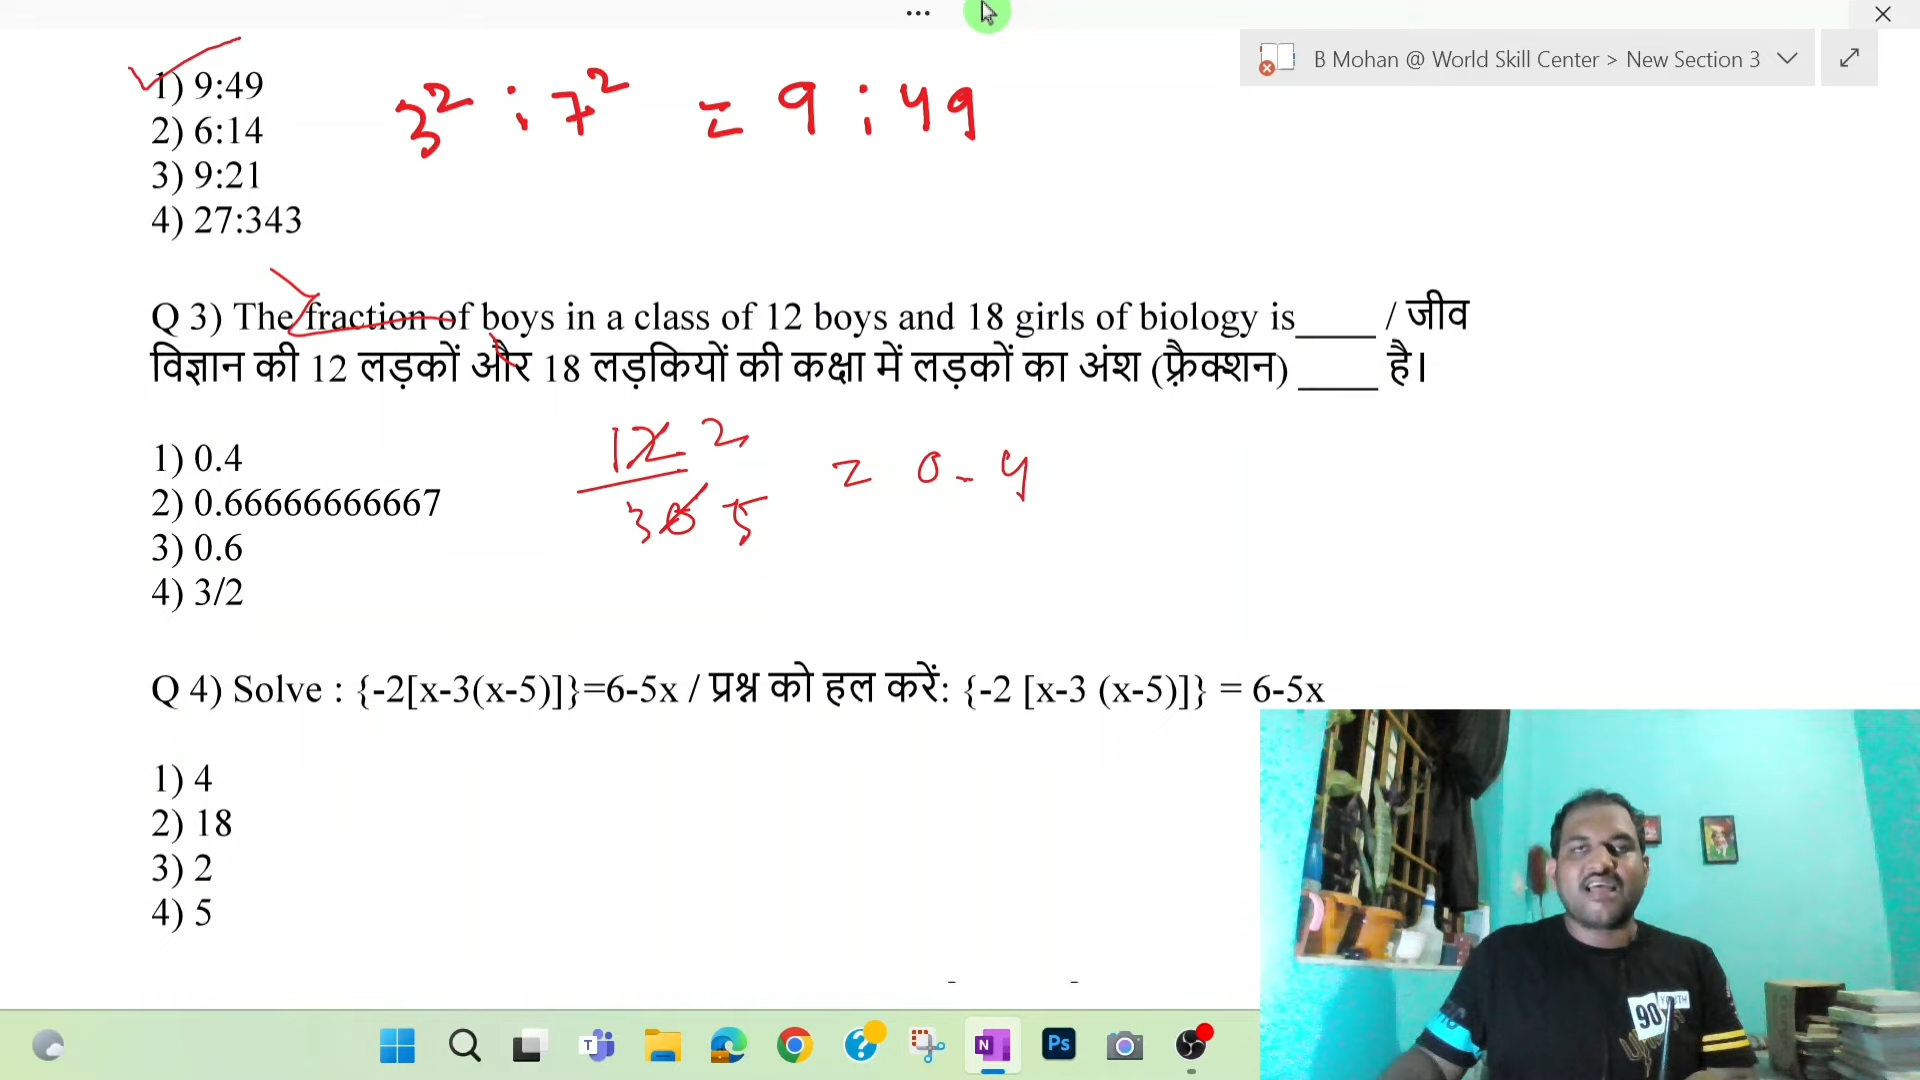 B Mohan @ World Skill Center > New Section 3
1) 9:49
3² : 7² = 9 : 49
2) 6:14
3) 9:21
4) 27:343
Q 3) The fraction of boys in a class of 12 boys and 18 girls of biology is____ / जीव
विज्ञान की 12 लड़कों और 18 लड़कियों की कक्षा में लड़कों का अंश (फ़्रैक्शन) ____ है।
12 2
30 5
= 0.4
1) 0.4
2) 0.66666666667
3) 0.6
4) 3/2
Q 4) Solve : {-2[x-3(x-5)]}=6-5x / प्रश्न को हल करें: {-2 [x-3 (x-5)]} = 6-5x
1) 4
2) 18
3) 2
4) 5
90
T
N
Ps